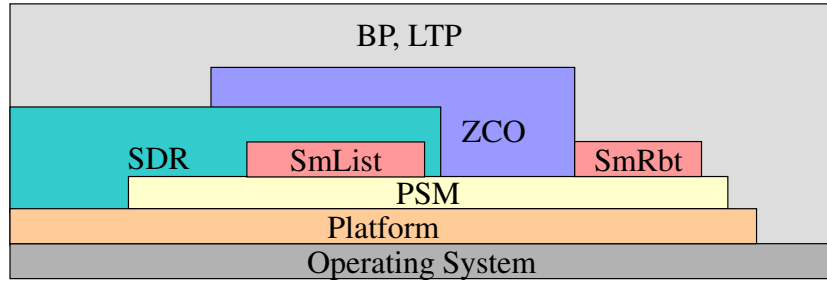 BP, LTP
ZCO
SDR
SmList
SmRbt
PSM
Platform
Operating System